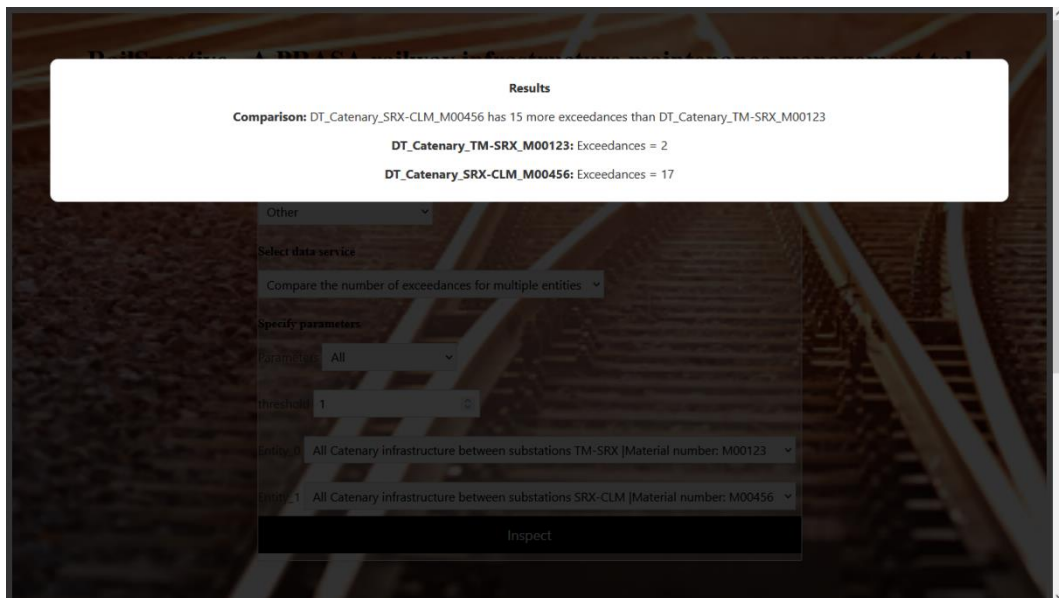 Results
Comparison: DT_Catenary_SRX-CLM_M00456 has 15 more exceedances than DT_Catenary_TM-SRX_M00123
DT_Catenary_TM-SRX_M00123: Exceedances = 2
DT_Catenary_SRX-CLM_M00456: Exceedances = 17
Other
Select data service
Compare the number of exceedances for multiple entities
Specify parameters
Parameters All
threshold 1
Entity_0 All Catenary infrastructure between substations TM-SRX |Material number: M00123
Entity_1 All Catenary infrastructure between substations SRX-CLM |Material number: M00456
Inspect